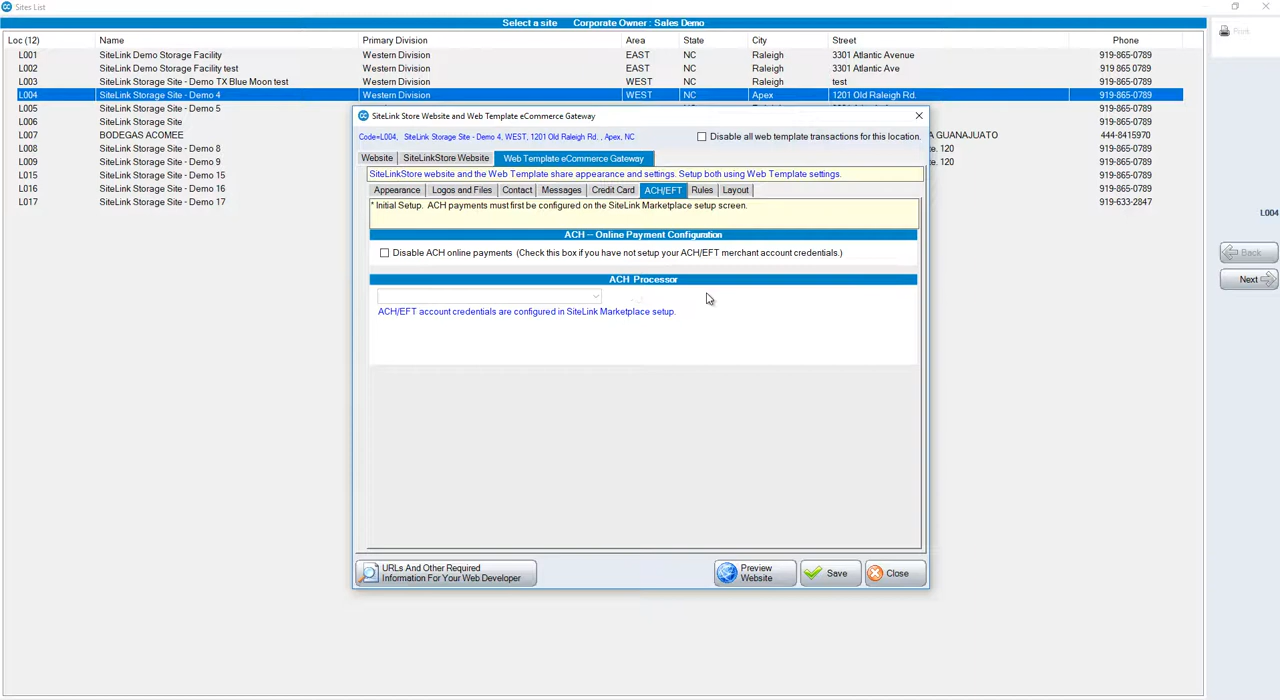 Sites List
Select a site Corporate Owner : Sales Demo
Print
Loc (12) Name Primary Division Area State City Street Phone
L001 SiteLink Demo Storage Facility Western Division EAST NC Raleigh 3301 Atlantic Avenue 919-865-0789
L002 SiteLink Demo Storage Facility test Western Division EAST NC Raleigh 3301 Atlantic Ave 919 865 0789
L003 SiteLink Storage Site - Demo TX Blue Moon test Western Division WEST NC Raleigh test 919-865-0789
L004 SiteLink Storage Site - Demo 4 Western Division WEST NC Apex 1201 Old Raleigh Rd. 919-865-0789
L005 SiteLink Storage Site - Demo 5 919-865-0789
L006 SiteLink Storage Site 919-865-0789
L007 BODEGAS ACOMEE A GUANAJUATO 444-8415970
L008 SiteLink Storage Site - Demo 8 te. 120 919-865-0789
L009 SiteLink Storage Site - Demo 9 120 919-865-0789
L015 SiteLink Storage Site - Demo 15 919-865-0789
L016 SiteLink Storage Site - Demo 16 919-865-0789
L017 SiteLink Storage Site - Demo 17 919-633-2847
L004
Back
Next
SiteLink Store Website and Web Template eCommerce Gateway
Code=L004, SiteLink Storage Site - Demo 4, WEST, 1201 Old Raleigh Rd. , Apex, NC
Disable all web template transactions for this location.
Website SiteLinkStore Website Web Template eCommerce Gateway
SiteLinkStore website and the Web Template share appearance and settings. Setup both using Web Template settings.
Appearance Logos and Files Contact Messages Credit Card ACH/EFT Rules Layout
* Initial Setup. ACH payments must first be configured on the SiteLink Marketplace setup screen.
ACH -- Online Payment Configuration
Disable ACH online payments (Check this box if you have not setup your ACH/EFT merchant account credentials.)
ACH Processor
ACH/EFT account credentials are configured in SiteLink Marketplace setup.
URLs And Other Required
Information For Your Web Developer
Preview
Website
Save
Close